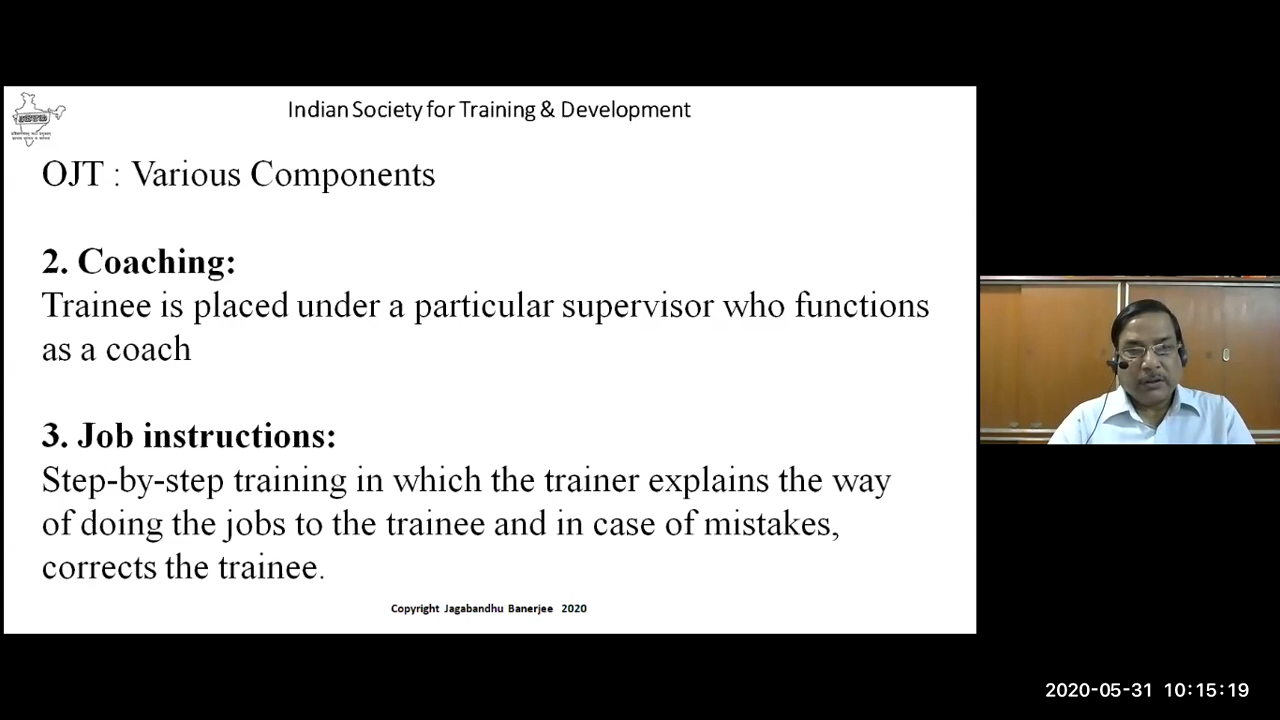 Indian Society for Training & Development
OJT : Various Components
2. Coaching:
Trainee is placed under a particular supervisor who functions
as a coach
3. Job instructions:
Step-by-step training in which the trainer explains the way
of doing the jobs to the trainee and in case of mistakes,
corrects the trainee.
Copyright Jagabandhu Banerjee 2020
2020-05-31 10:15:19